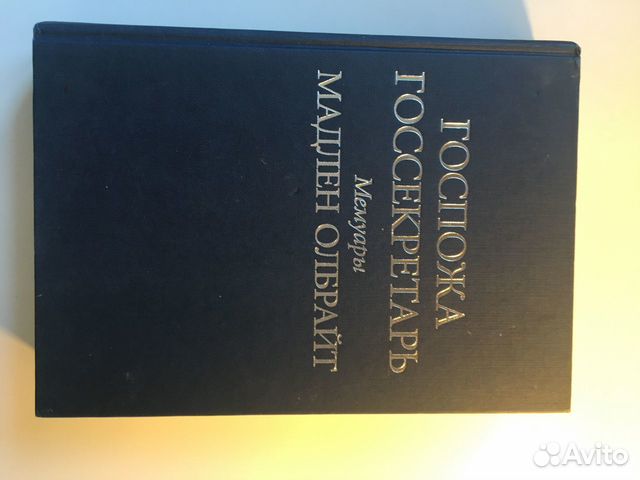 ГОСПОЖА
ГОССЕКРЕТАРЬ
Мемуары
МАДЛЕН ОЛБРАЙТ
Avito